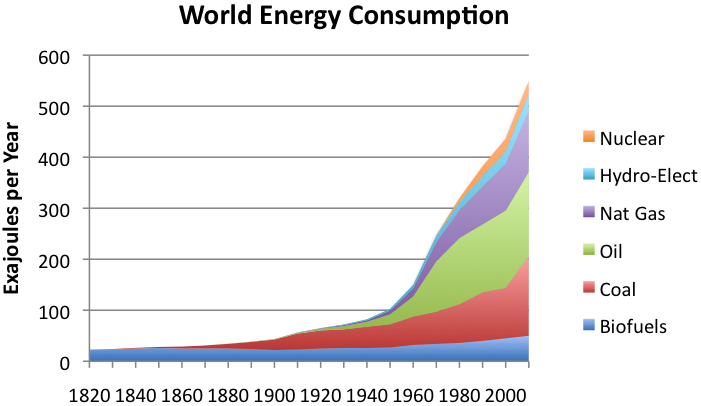 World Energy Consumption
Exajoules per Year
600
500
400
300
200
100
0
1820 1840 1860 1880 1900 1920 1940 1960 1980 2000
Nuclear
Hydro-Elect
Nat Gas
Oil
Coal
Biofuels